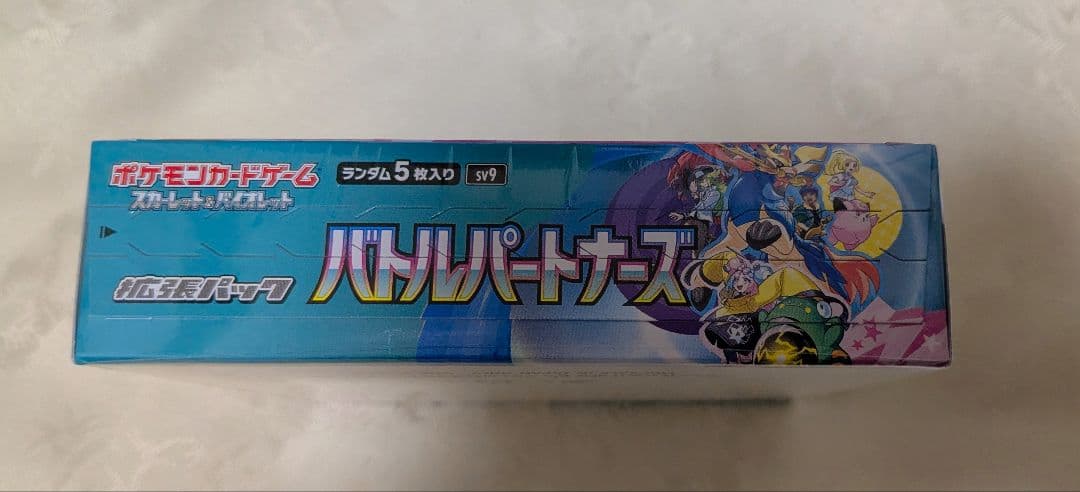 ポケモンカードゲーム
スカーレット&バイオレット
ランダム5枚入り sv9
拡張パック
バトルパートナーズ